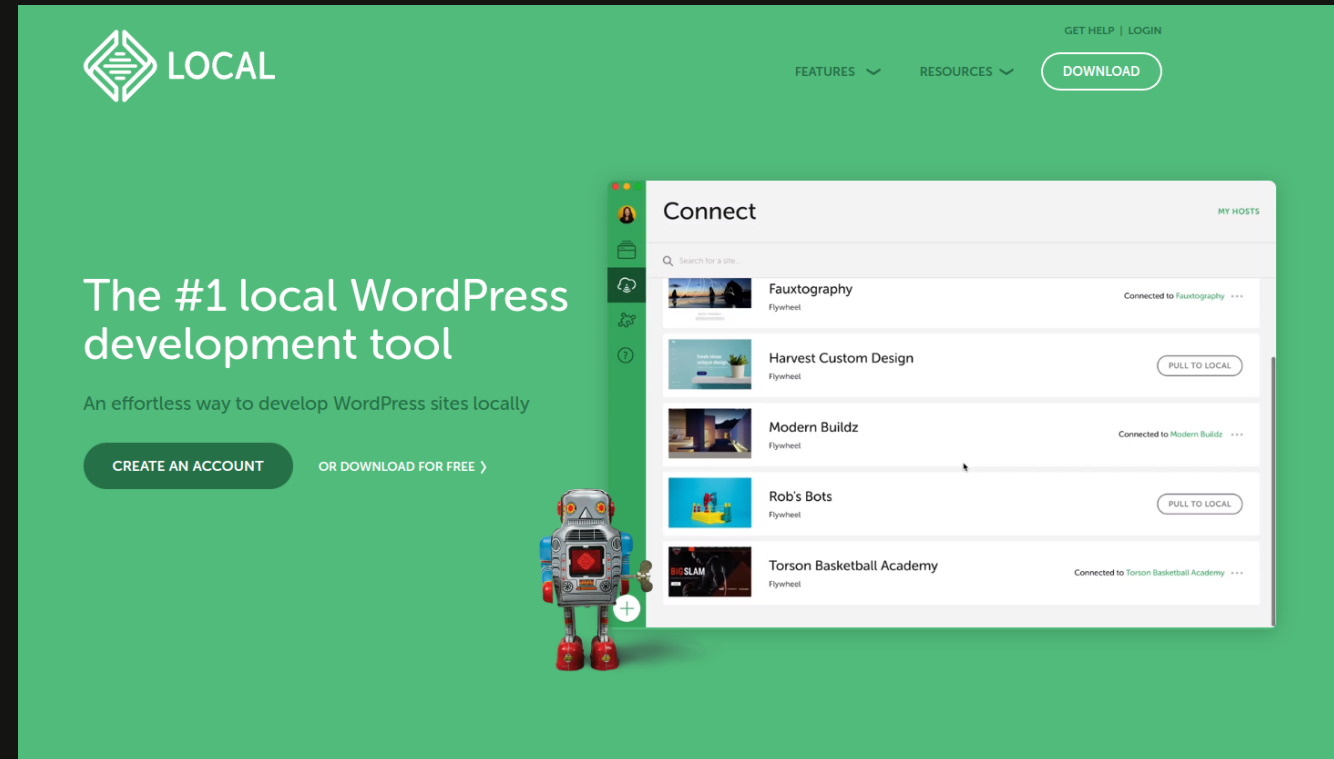 GET HELP | LOGIN
LOCAL
FEATURES
RESOURCES
DOWNLOAD
The #1 local WordPress
development tool
An effortless way to develop WordPress sites locally
CREATE AN ACCOUNT
OR DOWNLOAD FOR FREE ❯
Connect
MY HOSTS
Search for a site...
Fauxtography
Flywheel
Connected to Fauxtography
Harvest Custom Design
Flywheel
PULL TO LOCAL
Modern Buildz
Flywheel
Connected to Modern Buildz
Rob's Bots
Flywheel
PULL TO LOCAL
BIGSLAM
Torson Basketball Academy
Flywheel
Connected to Torson Basketball Academy